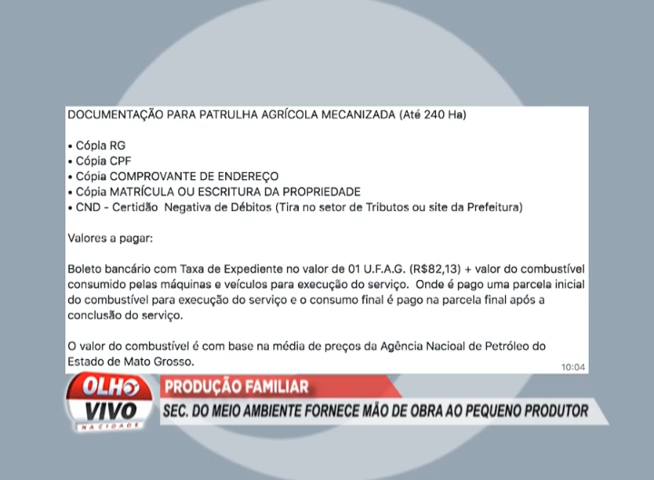 DOCUMENTAÇÃO PARA PATRULHA AGRÍCOLA MECANIZADA (Até 240 Ha)
• Cópia RG
• Cópia CPF
• Cópia COMPROVANTE DE ENDEREÇO
• Cópia MATRÍCULA OU ESCRITURA DA PROPRIEDADE
• CND - Certidão Negativa de Débitos (Tira no setor de Tributos ou site da Prefeitura)
Valores a pagar:
Boleto bancário com Taxa de Expediente no valor de 01 U.F.A.G. (R$82,13) + valor do combustível
consumido pelas máquinas e veículos para execução do serviço. Onde é pago uma parcela inicial
do combustível para execução do serviço e o consumo final é pago na parcela final após a
conclusão do serviço.
O valor do combustível é com base na média de preços da Agência Nacioal de Petróleo do
Estado de Mato Grosso.
10:04
OLHO VIVO
NA CIDADE
PRODUÇÃO FAMILIAR
SEC. DO MEIO AMBIENTE FORNECE MÃO DE OBRA AO PEQUENO PRODUTOR